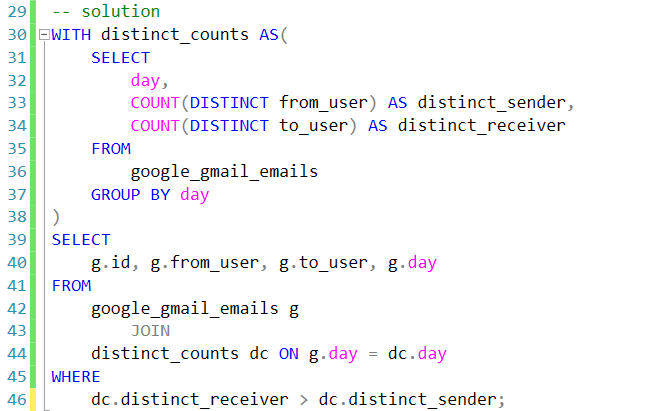 29 -- solution
30 WITH distinct_counts AS(
31 SELECT
32 day,
33 COUNT(DISTINCT from_user) AS distinct_sender,
34 COUNT(DISTINCT to_user) AS distinct_receiver
35 FROM
36 google_gmail_emails
37 GROUP BY day
38 )
39 SELECT
40 g.id, g.from_user, g.to_user, g.day
41 FROM
42 google_gmail_emails g
43 JOIN
44 distinct_counts dc ON g.day = dc.day
45 WHERE
46 dc.distinct_receiver > dc.distinct_sender;